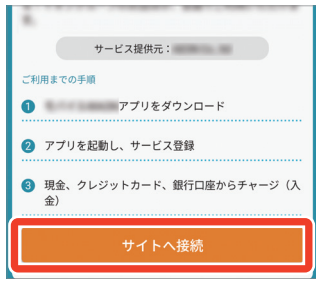 サービス提供元：
ご利用までの手順
1 アプリをダウンロード
2 アプリを起動し、サービス登録
3 現金、クレジットカード、銀行口座からチャージ（入
金）
サイトへ接続